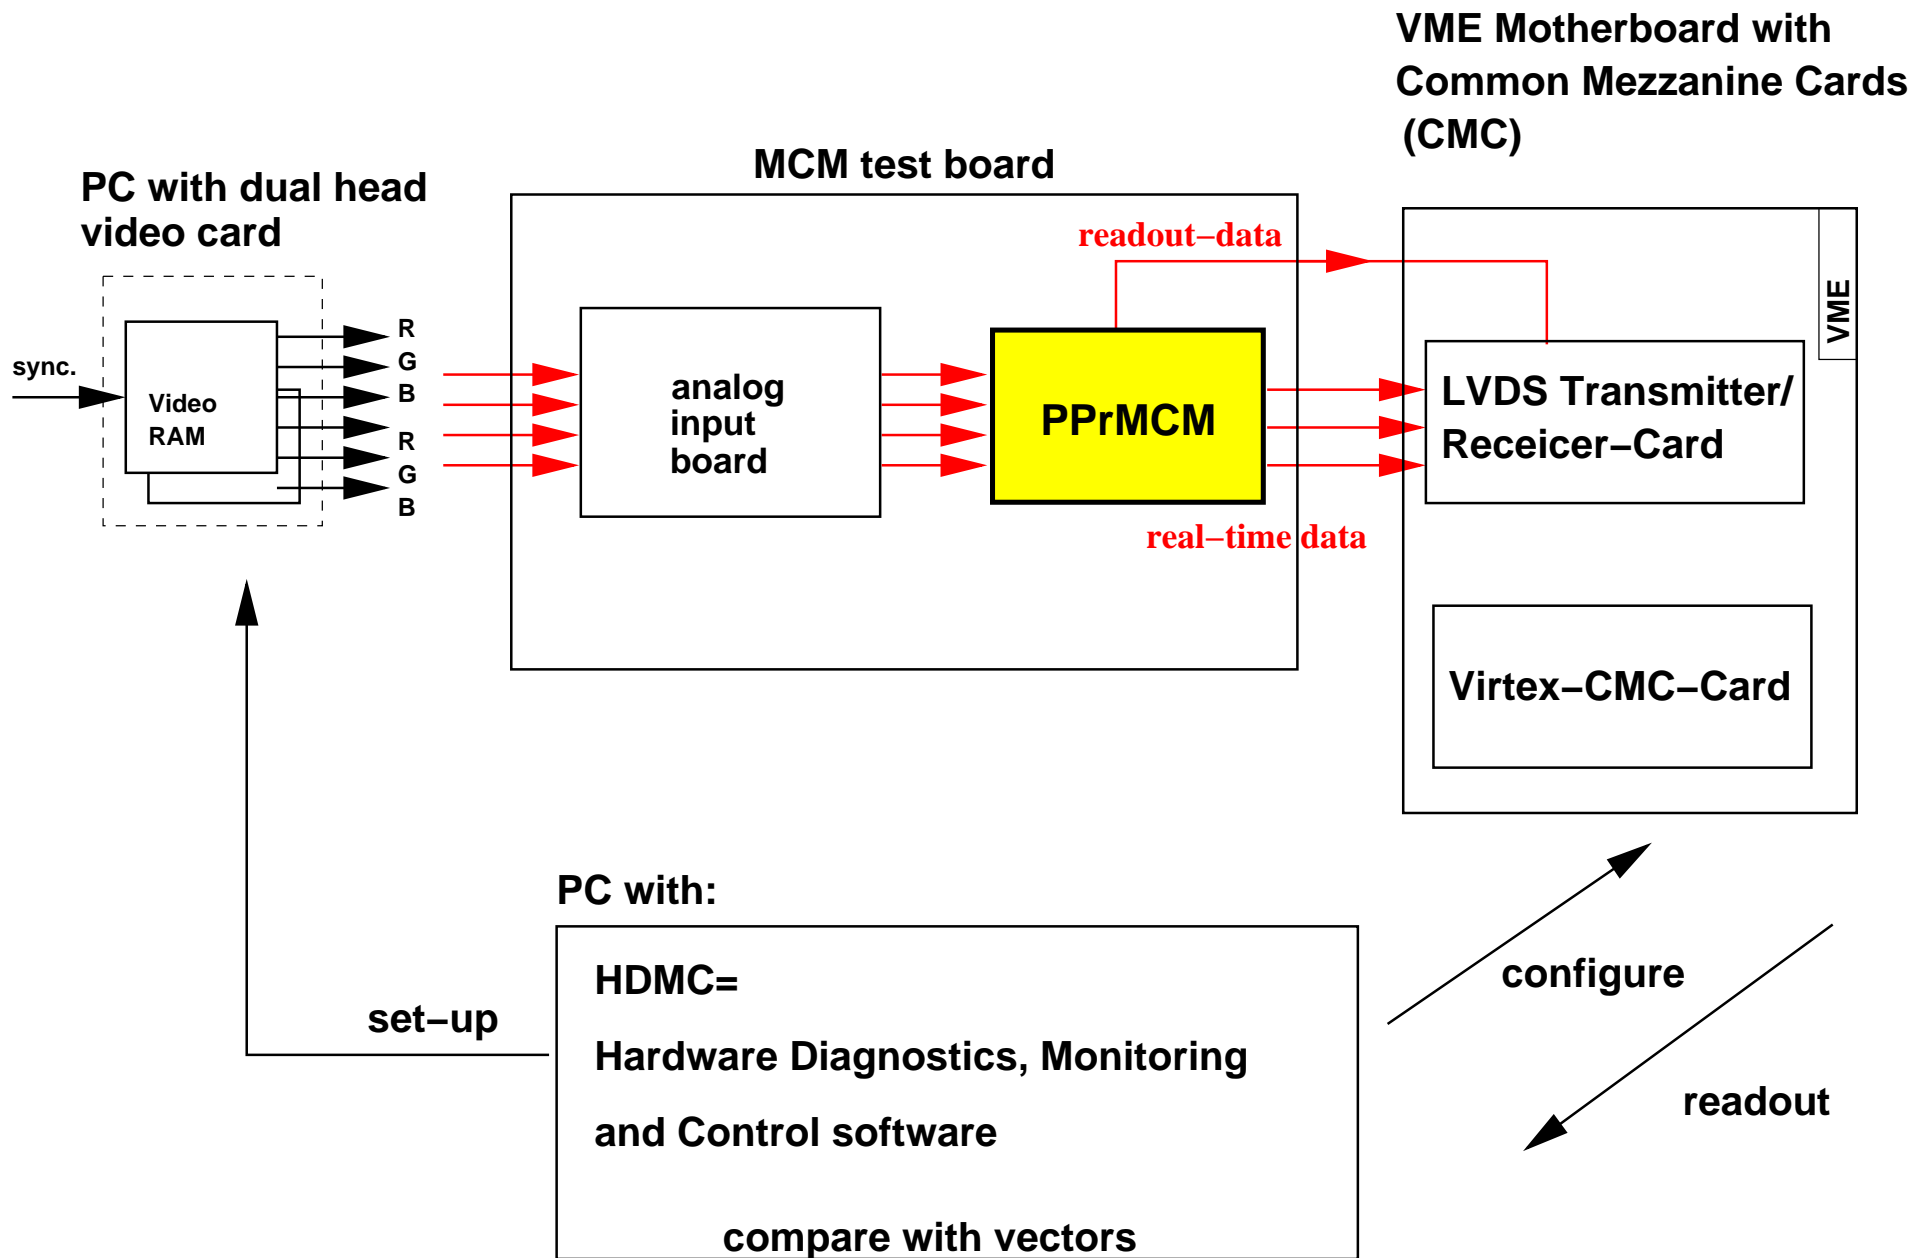 VME Motherboard with
Common Mezzanine Cards
(CMC)
MCM test board
PC with dual head
video card
readout–data
VME
sync.
Video
RAM
R
G
B
R
G
B
analog
input
board
PPrMCM
LVDS Transmitter/
Receicer–Card
real–time data
Virtex–CMC–Card
PC with:
HDMC=
Hardware Diagnostics, Monitoring
and Control software
compare with vectors
set–up
configure
readout